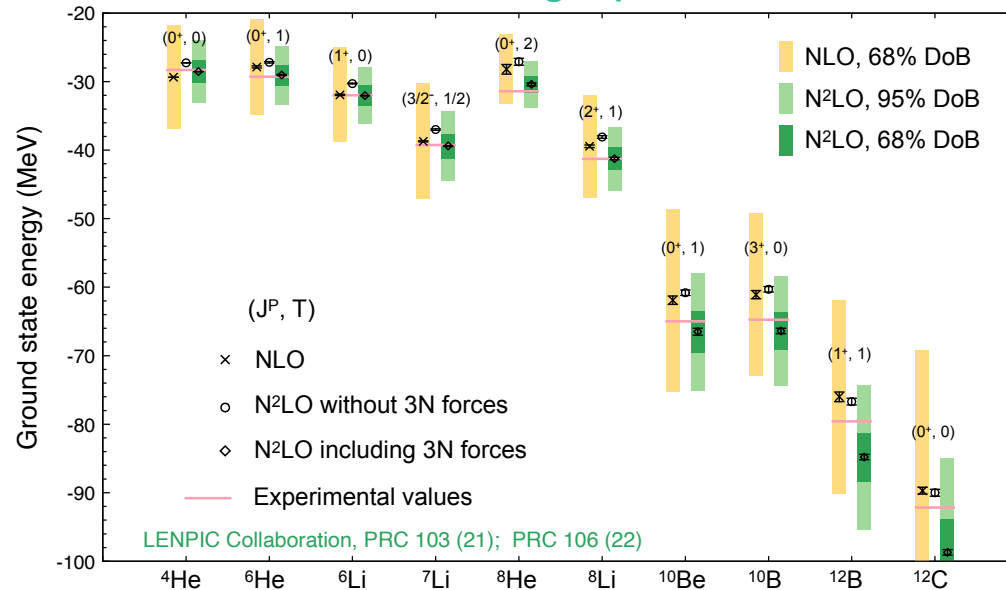 -20
-30
-40
-50
-60
-70
-80
-90
-100
Ground state energy (MeV)
(0⁺, 0)
(0⁺, 1)
(1⁺, 0)
(3/2⁻, 1/2)
(0⁺, 2)
(2⁺, 1)
(0⁺, 1)
(3⁺, 0)
(1⁺, 1)
(0⁺, 0)
NLO, 68% DoB
N²LO, 95% DoB
N²LO, 68% DoB
(Jᴾ, T)
NLO
N²LO without 3N forces
N²LO including 3N forces
Experimental values
LENPIC Collaboration, PRC 103 (21); PRC 106 (22)
⁴He ⁶He ⁶Li ⁷Li ⁸He ⁸Li ¹⁰Be ¹⁰B ¹²B ¹²C